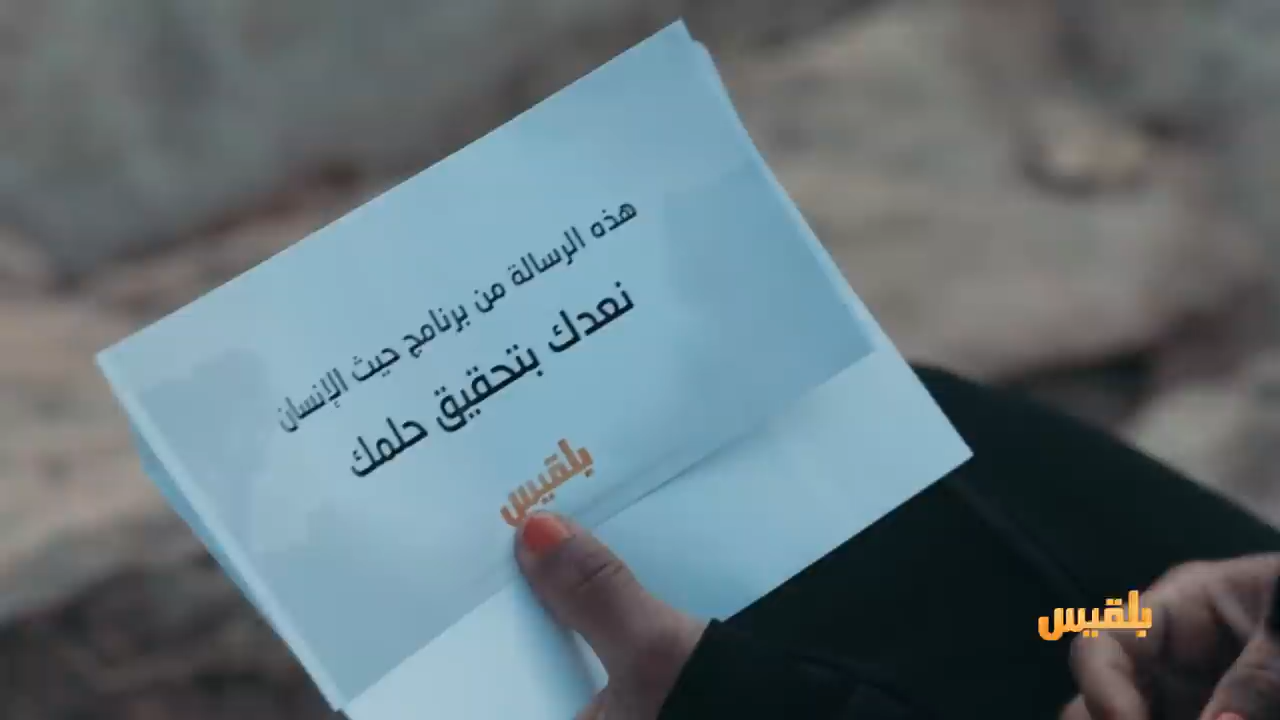 هذه الرسالة من برنامج حيث الإنسان
نعدك بتحقيق حلمك
بلقيس
بلقيس